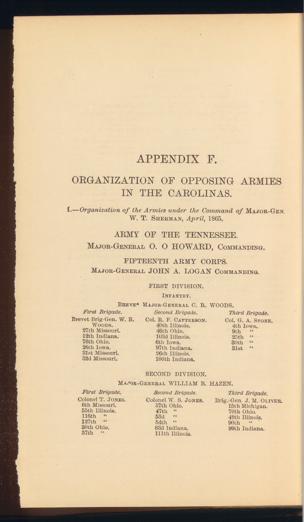 APPENDIX F.
ORGANIZATION OF OPPOSING ARMIES
IN THE CAROLINAS.
I.—Organization of the Armies under the Command of MAJOR-GEN.
W. T. SHERMAN, April, 1865.
ARMY OF THE TENNESSEE.
MAJOR-GENERAL O. O HOWARD, COMMANDING.
FIFTEENTH ARMY CORPS.
MAJOR-GENERAL JOHN A. LOGAN COMMANDING.
FIRST DIVISION.
INFANTRY.
BREVET MAJOR-GENERAL C. R. WOODS.
First Brigade.
Brevet Brig-Gen. W. B.
WOODS.
27th Missouri.
12th Indiana.
76th Ohio.
26th Iowa.
31st Missouri.
32d Missouri.
Second Brigade.
Col. R. F. CATTERSON.
40th Illinois.
46th Ohio.
103d Illinois.
6th Iowa.
97th Indiana.
26th Illinois.
100th Indiana.
Third Brigade.
Col. G. A. STONE.
4th Iowa.
9th "
25th "
30th "
31st "
SECOND DIVISION.
MAJOR-GENERAL WILLIAM B. HAZEN.
First Brigade.
Colonel T. JONES.
6th Missouri.
55th Illinois.
116th "
127th "
30th Ohio.
57th "
Second Brigade.
Colonel W. S. JONES.
37th Ohio.
47th "
53d "
54th "
83d Indiana.
111th Illinois.
Third Brigade.
Brig.-Gen. J. M. OLIVER.
15th Michigan.
70th Ohio.
48th Illinois.
90th "
99th Indiana.